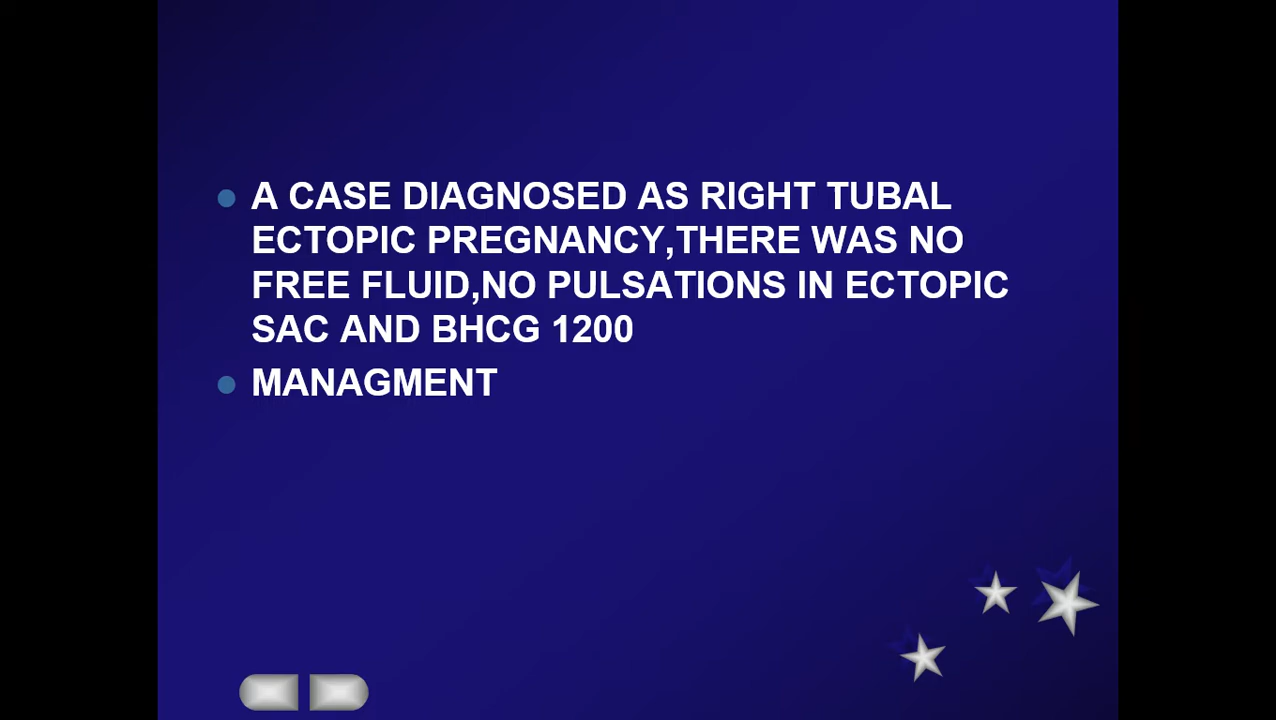 A CASE DIAGNOSED AS RIGHT TUBAL
ECTOPIC PREGNANCY,THERE WAS NO
FREE FLUID,NO PULSATIONS IN ECTOPIC
SAC AND BHCG 1200
MANAGMENT